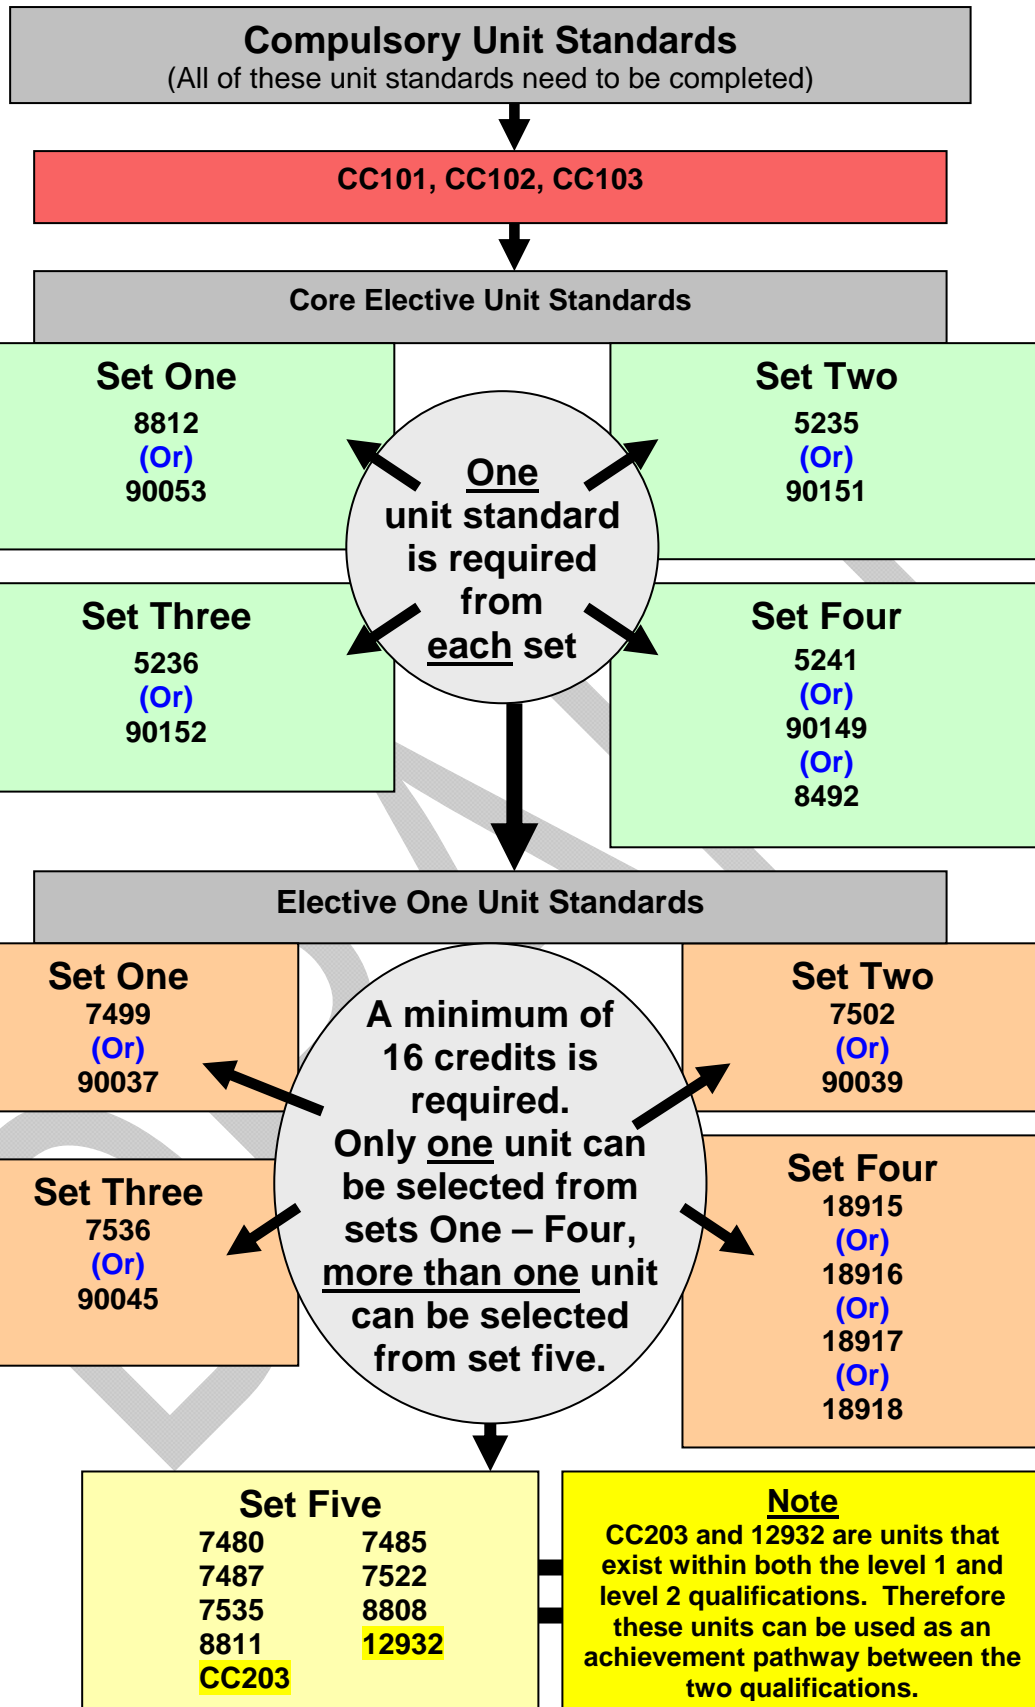 Compulsory Unit Standards
(All of these unit standards need to be completed)
CC101, CC102, CC103
Core Elective Unit Standards
Set One
8812
(Or)
90053
Set Two
5235
(Or)
90151
One
unit standard
is required
from
each set
Set Three
5236
(Or)
90152
Set Four
5241
(Or)
90149
(Or)
8492
Elective One Unit Standards
Set One
7499
(Or)
90037
Set Two
7502
(Or)
90039
A minimum of
16 credits is
required.
Only one unit can
be selected from
sets One – Four,
more than one unit
can be selected
from set five.
Set Three
7536
(Or)
90045
Set Four
18915
(Or)
18916
(Or)
18917
(Or)
18918
Set Five
7480 7485
7487 7522
7535 8808
8811 12932
CC203
Note
CC203 and 12932 are units that
exist within both the level 1 and
level 2 qualifications. Therefore
these units can be used as an
achievement pathway between the
two qualifications.